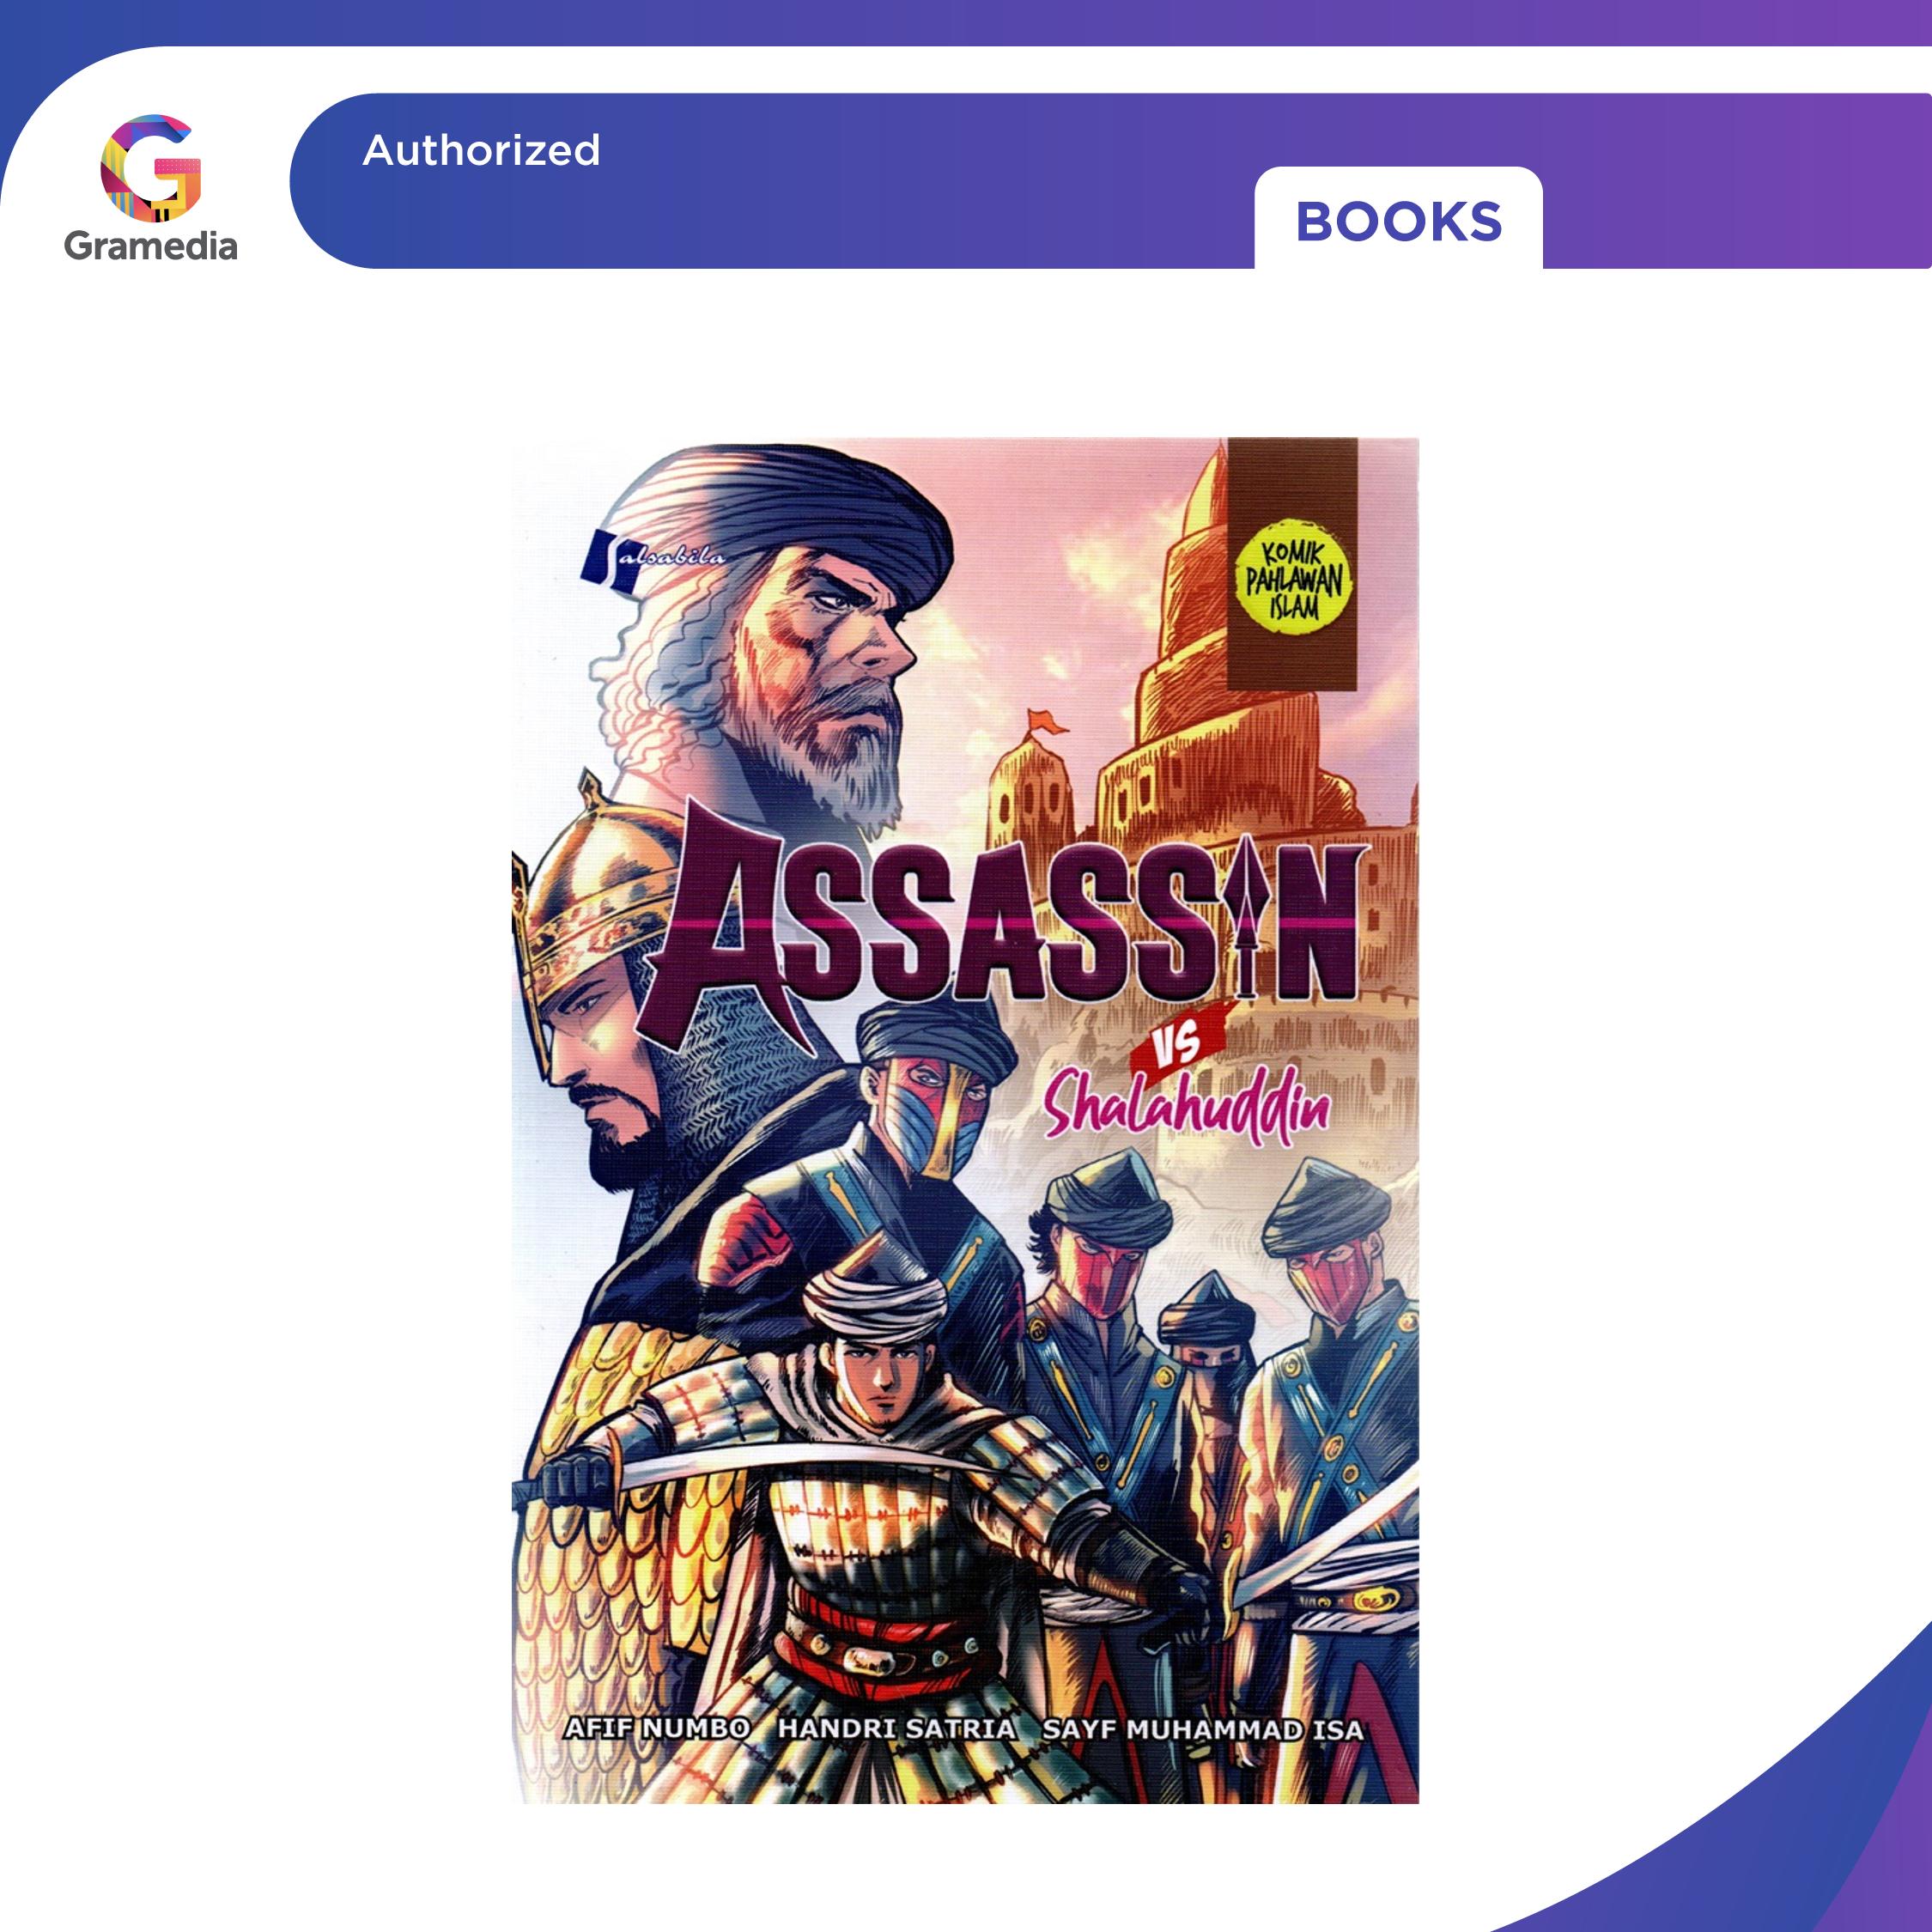 Authorized
Gramedia
BOOKS
Salsabila
KOMIK
PAHLAWAN
ISLAM
ASSASSIN
VS
Shalahuddin
AFIF NUMBO HANDRI SATRIA SAYF MUHAMMAD ISA